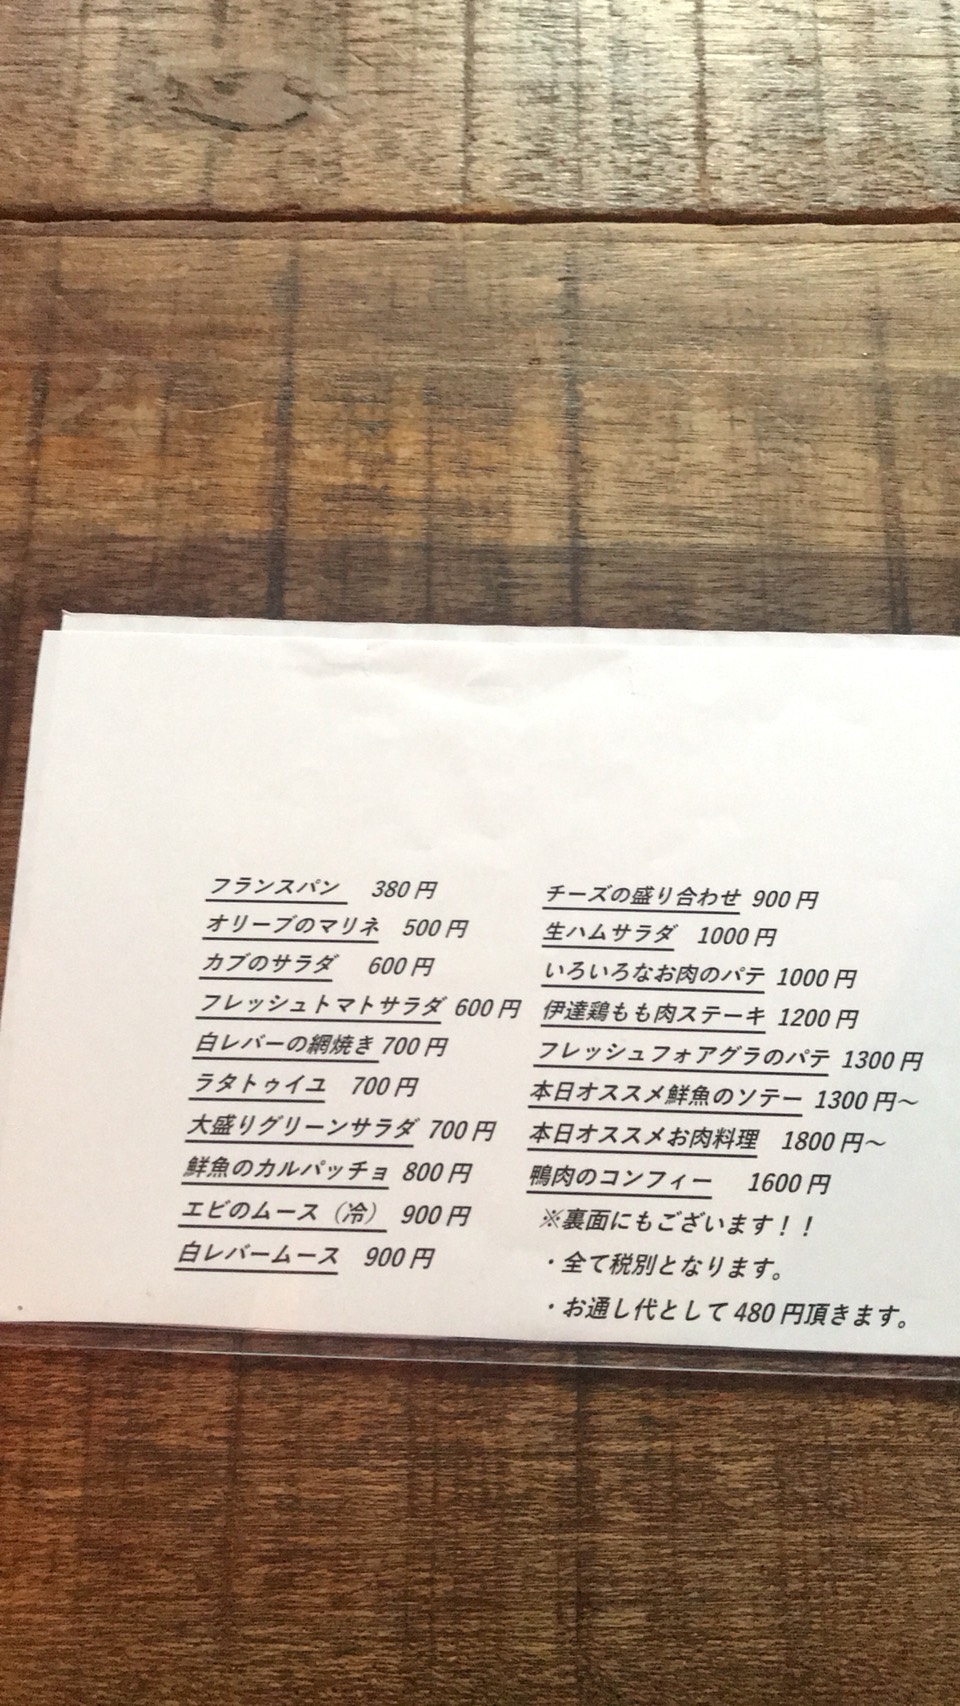 フランスパン 380円
オリーブのマリネ 500円
カブのサラダ 600円
フレッシュトマトサラダ 600円
白レバーの網焼き 700円
ラタトゥイユ 700円
大盛りグリーンサラダ 700円
鮮魚のカルパッチョ 800円
エビのムース（冷） 900円
白レバームース 900円
チーズの盛り合わせ 900円
生ハムサラダ 1000円
いろいろなお肉のパテ 1000円
伊達鶏もも肉ステーキ 1200円
フレッシュフォアグラのパテ 1300円
本日オススメ鮮魚のソテー 1300円～
本日オススメお肉料理 1800円～
鴨肉のコンフィー 1600円
※裏面にもございます！！
・全て税別となります。
・お通し代として480円頂きます。